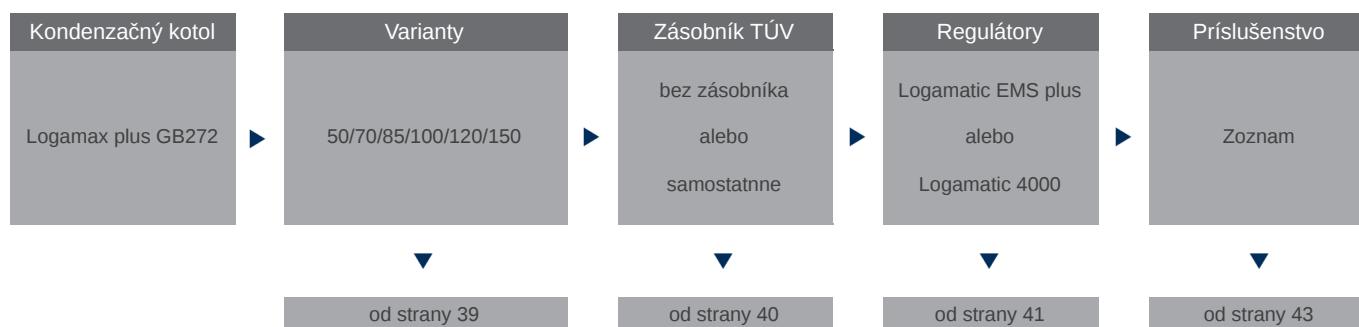 Kondenzačný kotol
Logamax plus GB272
Varianty
50/70/85/100/120/150
od strany 39
Zásobník TÚV
bez zásobníka
alebo
samostatnne
od strany 40
Regulátory
Logamatic EMS plus
alebo
Logamatic 4000
od strany 41
Príslušenstvo
Zoznam
od strany 43